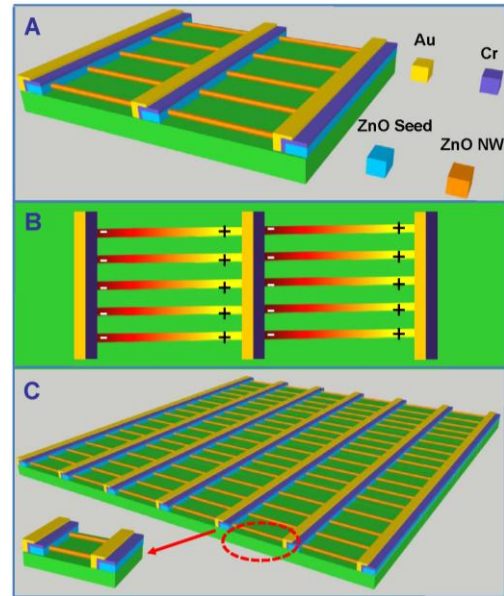 A
Au
Cr
ZnO Seed
ZnO NW
B
- + - +
- + - +
- + - +
- + - +
- + - +
C